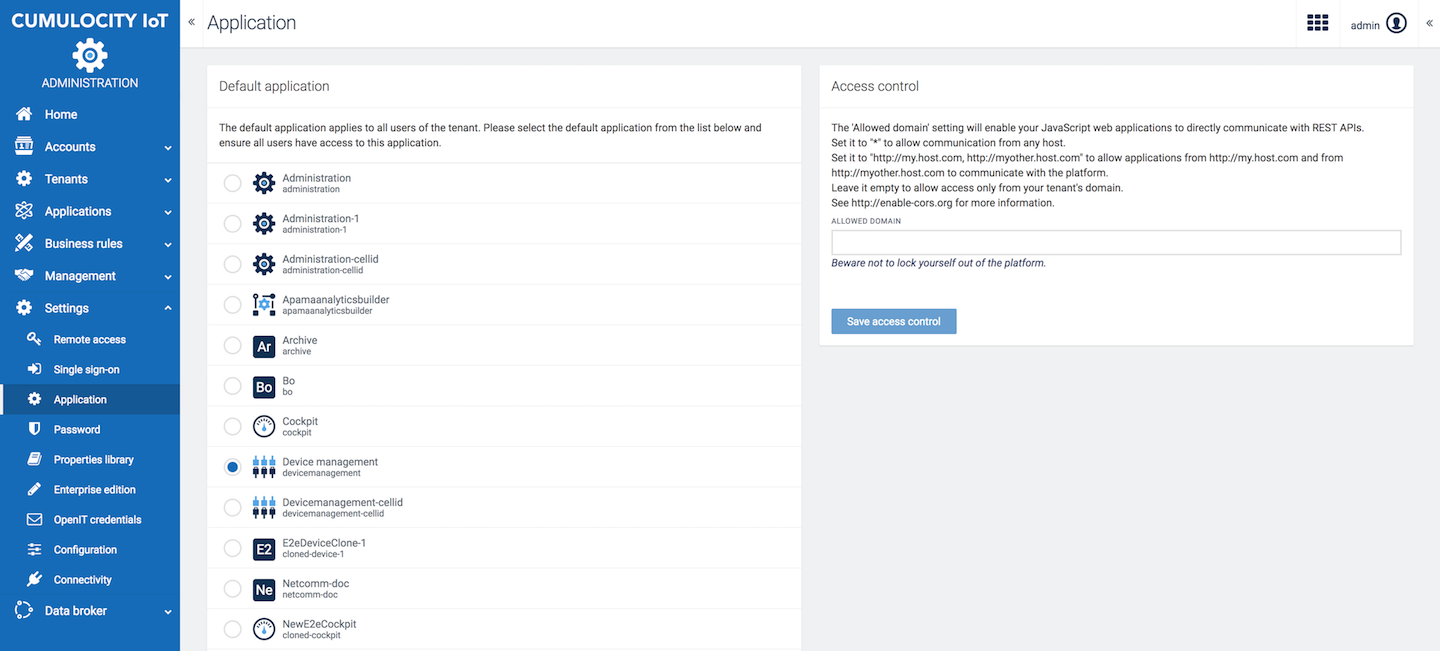 CUMULOCITY IoT
ADMINISTRATION
Home
Accounts
Tenants
Applications
Business rules
Management
Settings
Remote access
Single sign-on
Application
Password
Properties library
Enterprise edition
OpenIT credentials
Configuration
Connectivity
Data broker
« Application
admin «
Default application
The default application applies to all users of the tenant. Please select the default application from the list below and
ensure all users have access to this application.
Administration
administration
Administration-1
administration-1
Administration-cellid
administration-cellid
Apamaanalyticsbuilder
apamaanalyticsbuilder
Ar
Archive
archive
Bo
Bo
bo
Cockpit
cockpit
Device management
devicemanagement
Devicemanagement-cellid
devicemanagement-cellid
E2
E2eDeviceClone-1
cloned-device-1
Ne
Netcomm-doc
netcomm-doc
NewE2eCockpit
cloned-cockpit
Access control
The 'Allowed domain' setting will enable your JavaScript web applications to directly communicate with REST APIs.
Set it to "*" to allow communication from any host.
Set it to "http://my.host.com, http://myother.host.com" to allow applications from http://my.host.com and from
http://myother.host.com to communicate with the platform.
Leave it empty to allow access only from your tenant's domain.
See http://enable-cors.org for more information.
ALLOWED DOMAIN
Beware not to lock yourself out of the platform.
Save access control